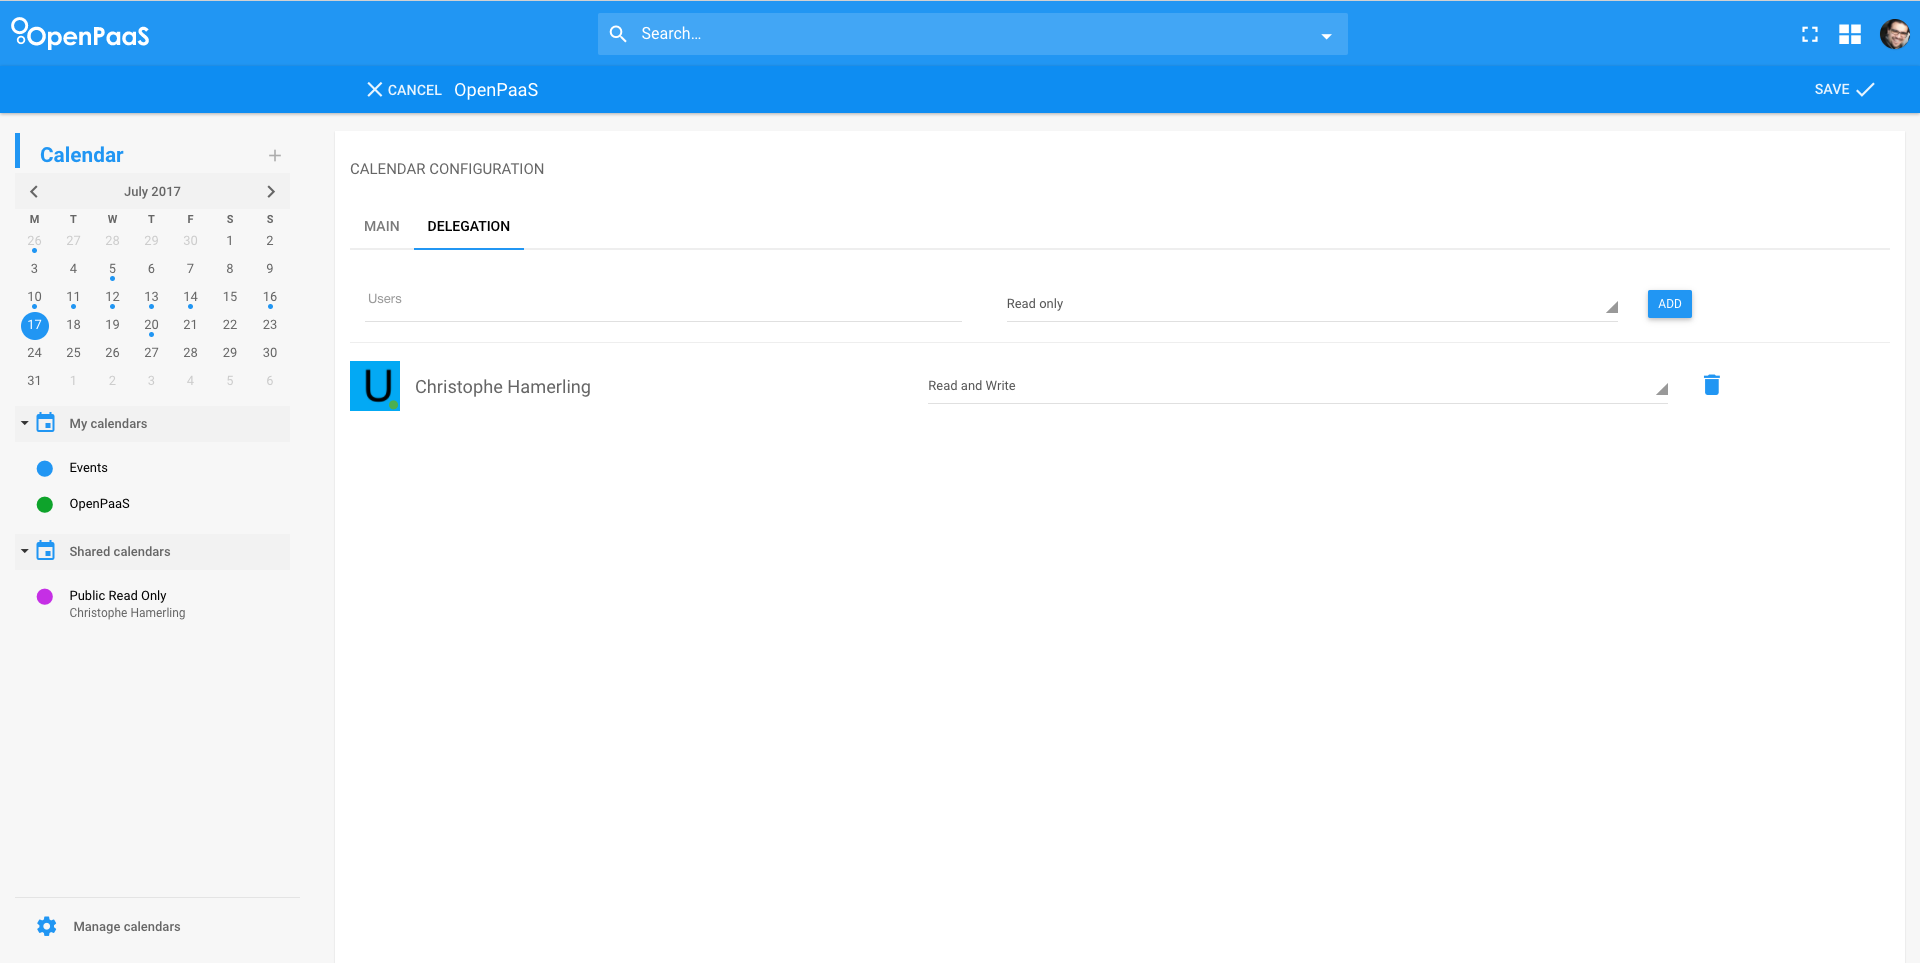 OpenPaaS
Search...
CANCEL OpenPaaS
SAVE
Calendar
July 2017
M T W T F S S
26 27 28 29 30 1 2
3 4 5 6 7 8 9
10 11 12 13 14 15 16
17 18 19 20 21 22 23
24 25 26 27 28 29 30
31 1 2 3 4 5 6
My calendars
Events
OpenPaaS
Shared calendars
Public Read Only
Christophe Hamerling
Manage calendars
CALENDAR CONFIGURATION
MAIN DELEGATION
Users Read only ADD
U Christophe Hamerling Read and Write